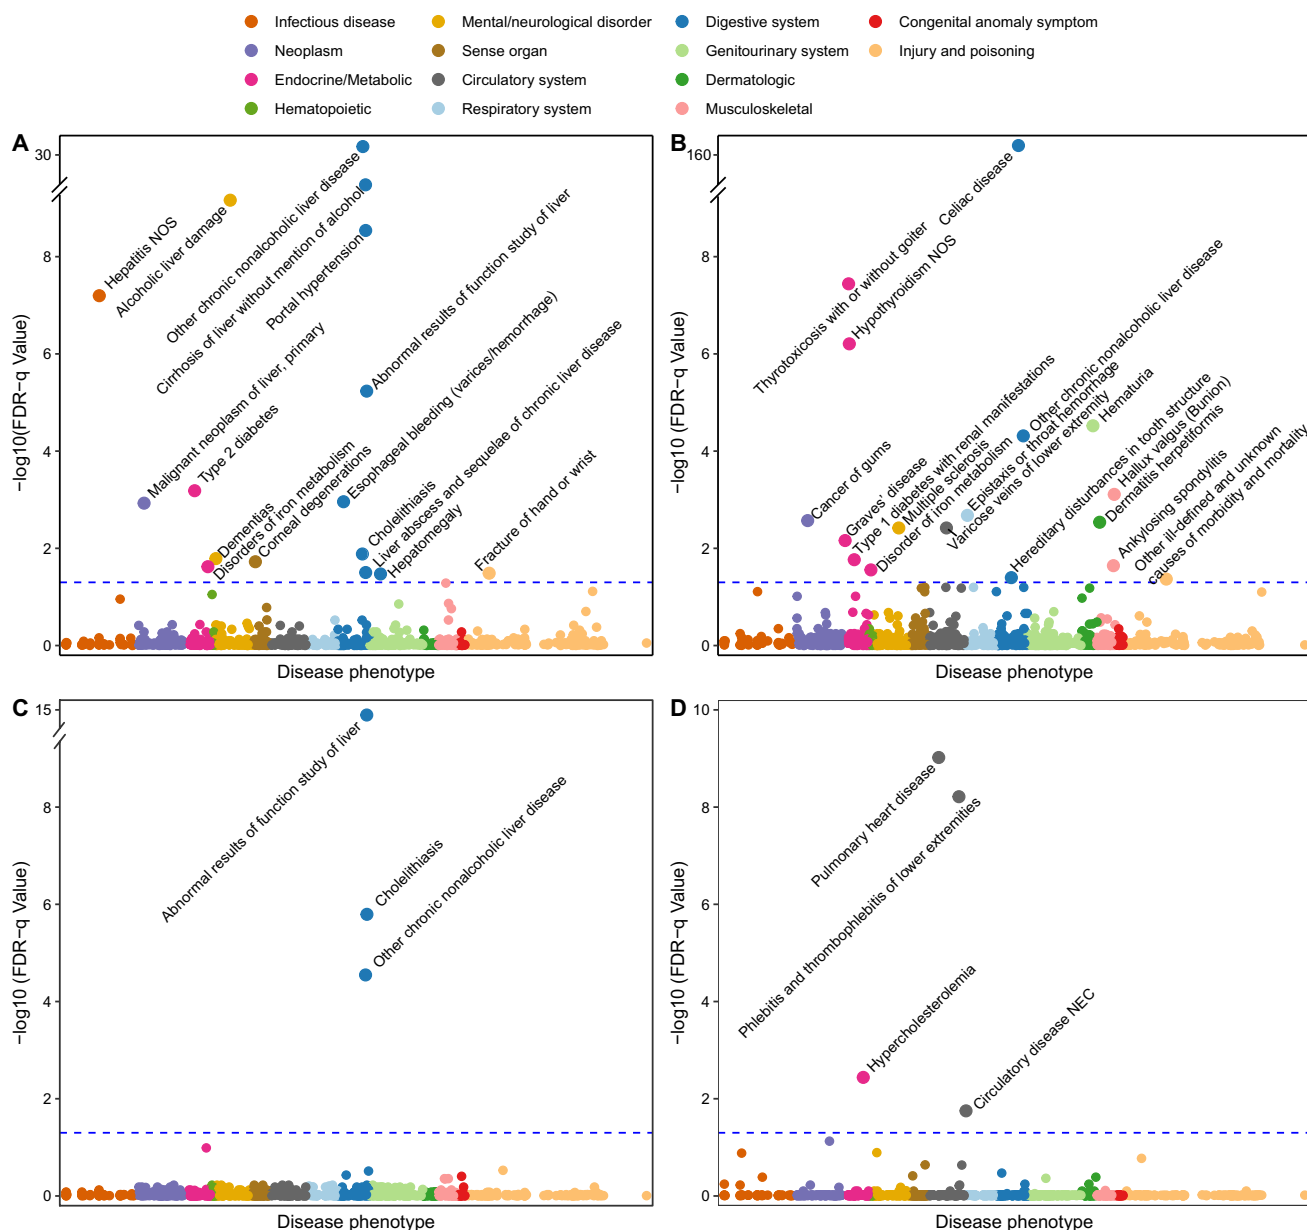 Infectious disease
Neoplasm
Endocrine/Metabolic
Hematopoietic
Mental/neurological disorder
Sense organ
Circulatory system
Respiratory system
Digestive system
Genitourinary system
Dermatologic
Musculoskeletal
Congenital anomaly symptom
Injury and poisoning
A
30
8
6
4
2
0
−log10(FDR−q Value)
Disease phenotype
Hepatitis NOS
Alcoholic liver damage
Other chronic nonalcoholic liver disease
Cirrhosis of liver without mention of alcohol
Portal hypertension
Abnormal results of function study of liver
Malignant neoplasm of liver, primary
Type 2 diabetes
Dementias
Disorders of iron metabolism
Corneal degenerations
Esophageal bleeding (varices/hemorrhage)
Cholelithiasis
Liver abscess and sequelae of chronic liver disease
Hepatomegaly
Fracture of hand or wrist
B
160
8
6
4
2
0
−log10 (FDR−q Value)
Disease phenotype
Celiac disease
Thyrotoxicosis with or without goiter
Hypothyroidism NOS
Other chronic nonalcoholic liver disease
Hematuria
Cancer of gums
Graves' disease
Type 1 diabetes with renal manifestations
Multiple sclerosis
Disorder of iron metabolism
Epistaxis or throat hemorrhage
Varicose veins of lower extremity
Hereditary disturbances in tooth structure
Hallux valgus (Bunion)
Dermatitis herpetiformis
Ankylosing spondylitis
Other ill-defined and unknown
causes of morbidity and mortality
C
15
8
6
4
2
0
−log10 (FDR−q Value)
Disease phenotype
Abnormal results of function study of liver
Cholelithiasis
Other chronic nonalcoholic liver disease
D
10
8
6
4
2
0
−log10 (FDR−q Value)
Disease phenotype
Pulmonary heart disease
Phlebitis and thrombophlebitis of lower extremities
Hypercholesterolemia
Circulatory disease NEC